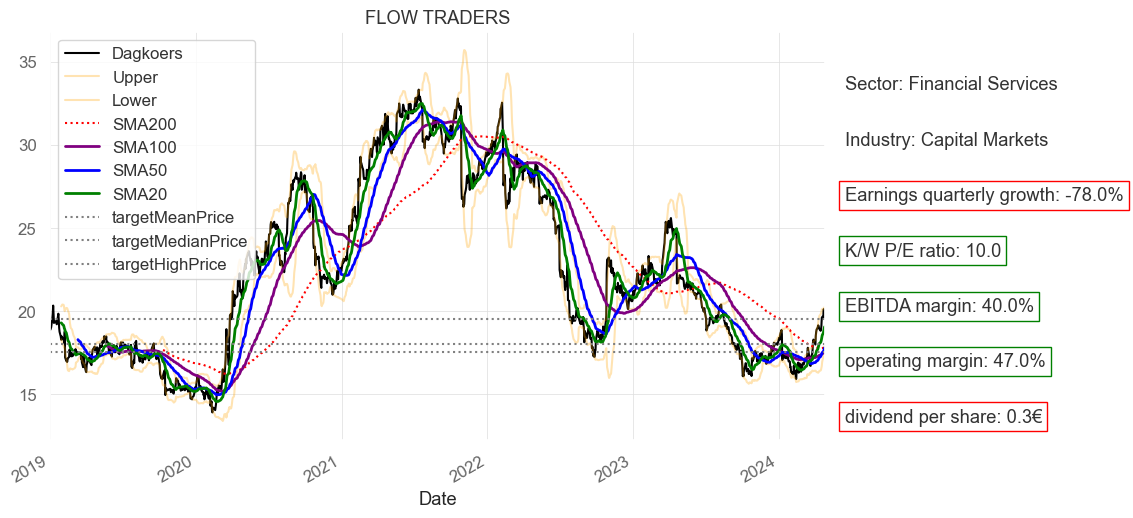 FLOW TRADERS
Dagkoers
Upper
Lower
SMA200
SMA100
SMA50
SMA20
targetMeanPrice
targetMedianPrice
targetHighPrice
35
30
25
20
15
2019
2020
2021
2022
2023
2024
Date
Sector: Financial Services
Industry: Capital Markets
Earnings quarterly growth: -78.0%
K/W P/E ratio: 10.0
EBITDA margin: 40.0%
operating margin: 47.0%
dividend per share: 0.3€